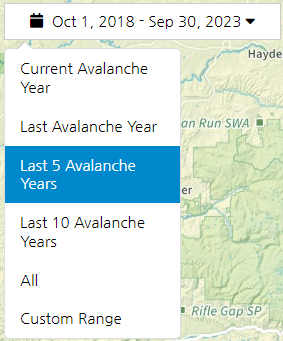 Oct 1, 2018 - Sep 30, 2023
Hayde
Current Avalanche
Year
Last Avalanche Year
an Run SWA
Last 5 Avalanche
Years
er
Last 10 Avalanche
Years
All
Rifle Gap SP
Custom Range